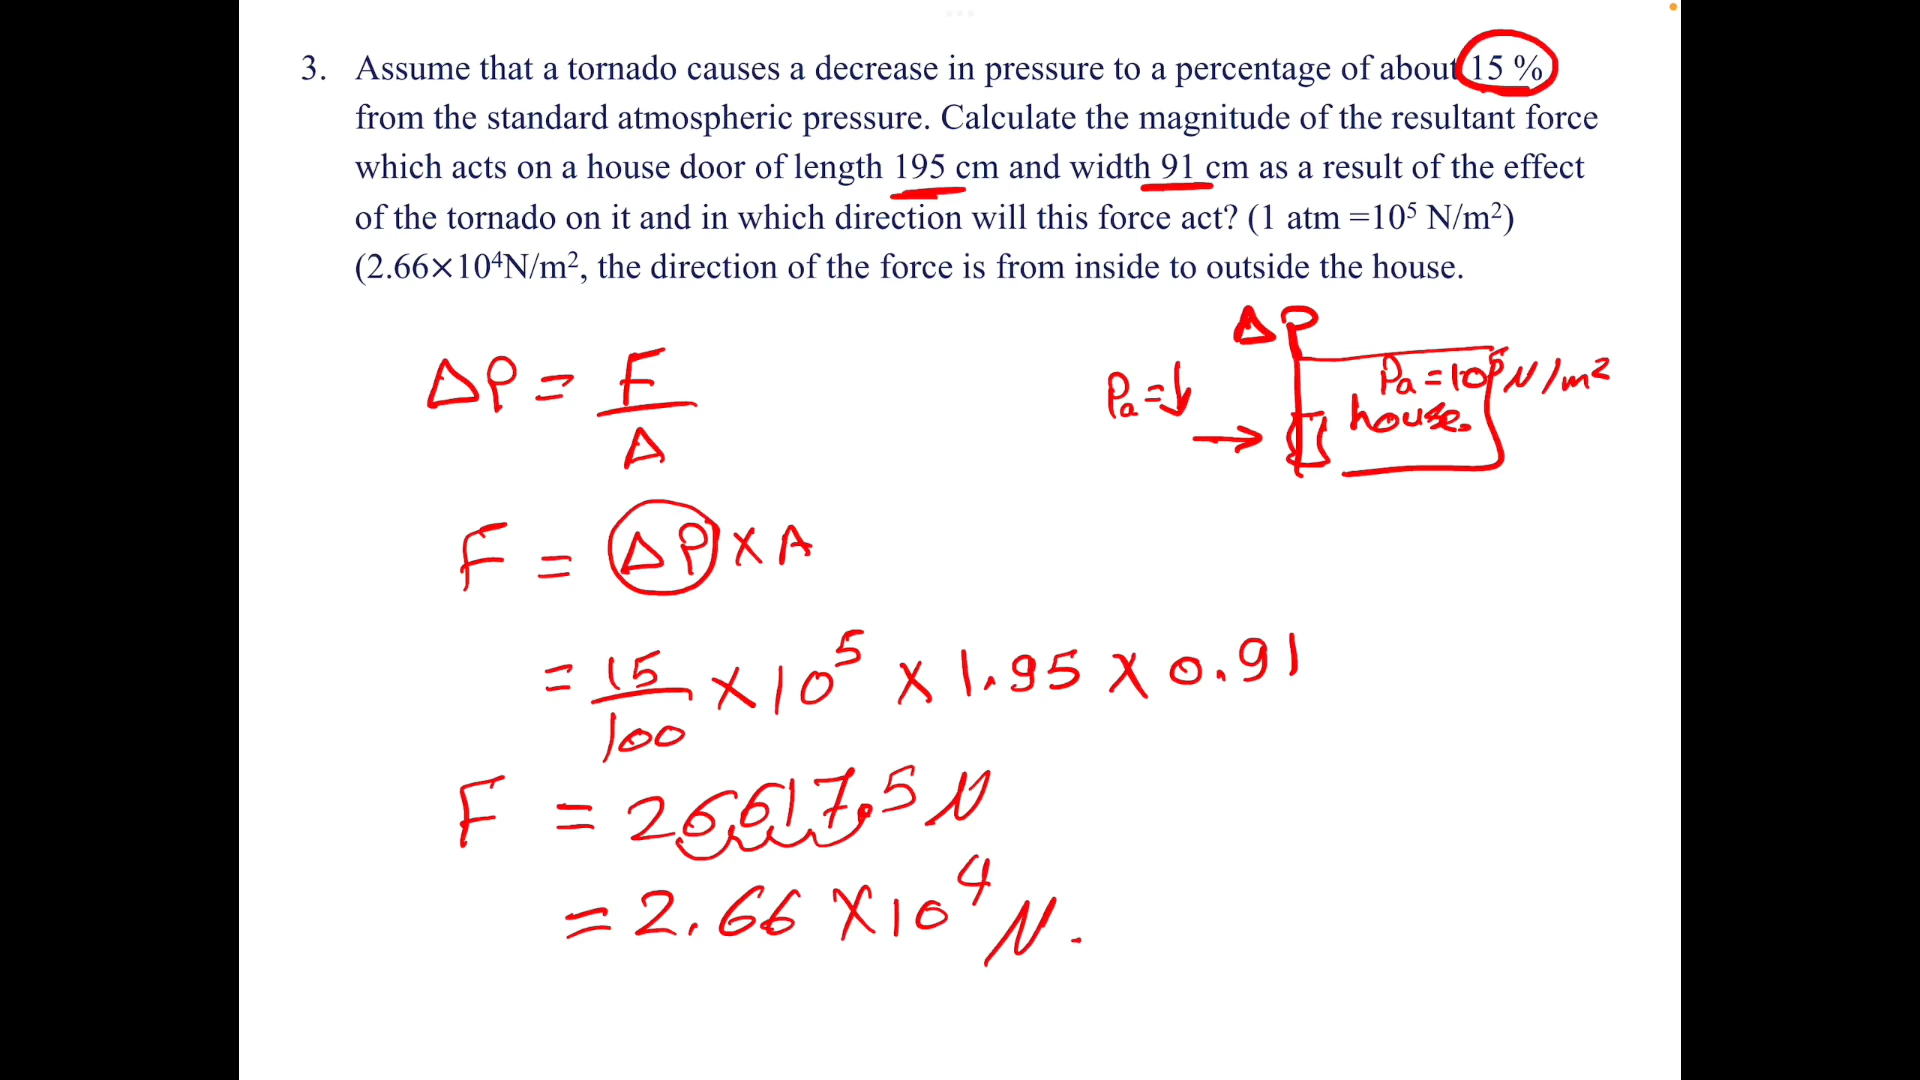 3. Assume that a tornado causes a decrease in pressure to a percentage of about 15 %
from the standard atmospheric pressure. Calculate the magnitude of the resultant force
which acts on a house door of length 195 cm and width 91 cm as a result of the effect
of the tornado on it and in which direction will this force act? (1 atm =10⁵ N/m²)
(2.66×10⁴N/m², the direction of the force is from inside to outside the house.
ΔP
Pa = ↓
Pa = 10⁵ N/m²
→
house.
ΔP = F/A
F = ΔP × A
= 15/100 × 10⁵ × 1.95 × 0.91
F = 26617.5 N
= 2.66 × 10⁴ N.